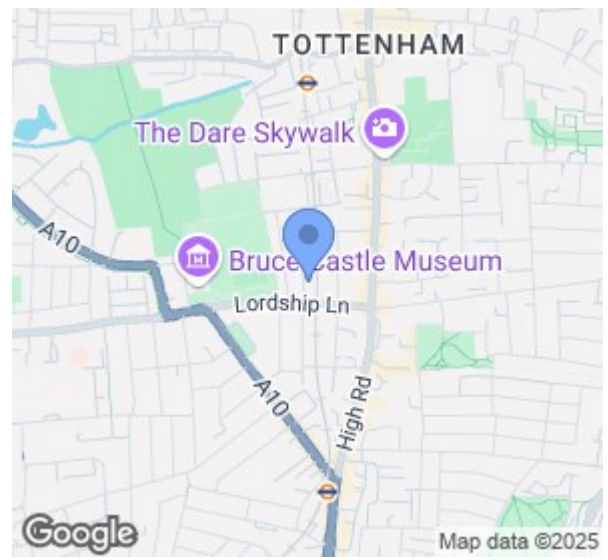 TOTTENHAM
The Dare Skywalk
A10
Bruce Castle Museum
Lordship Ln
A10
High Rd
Google
Map data ©2025